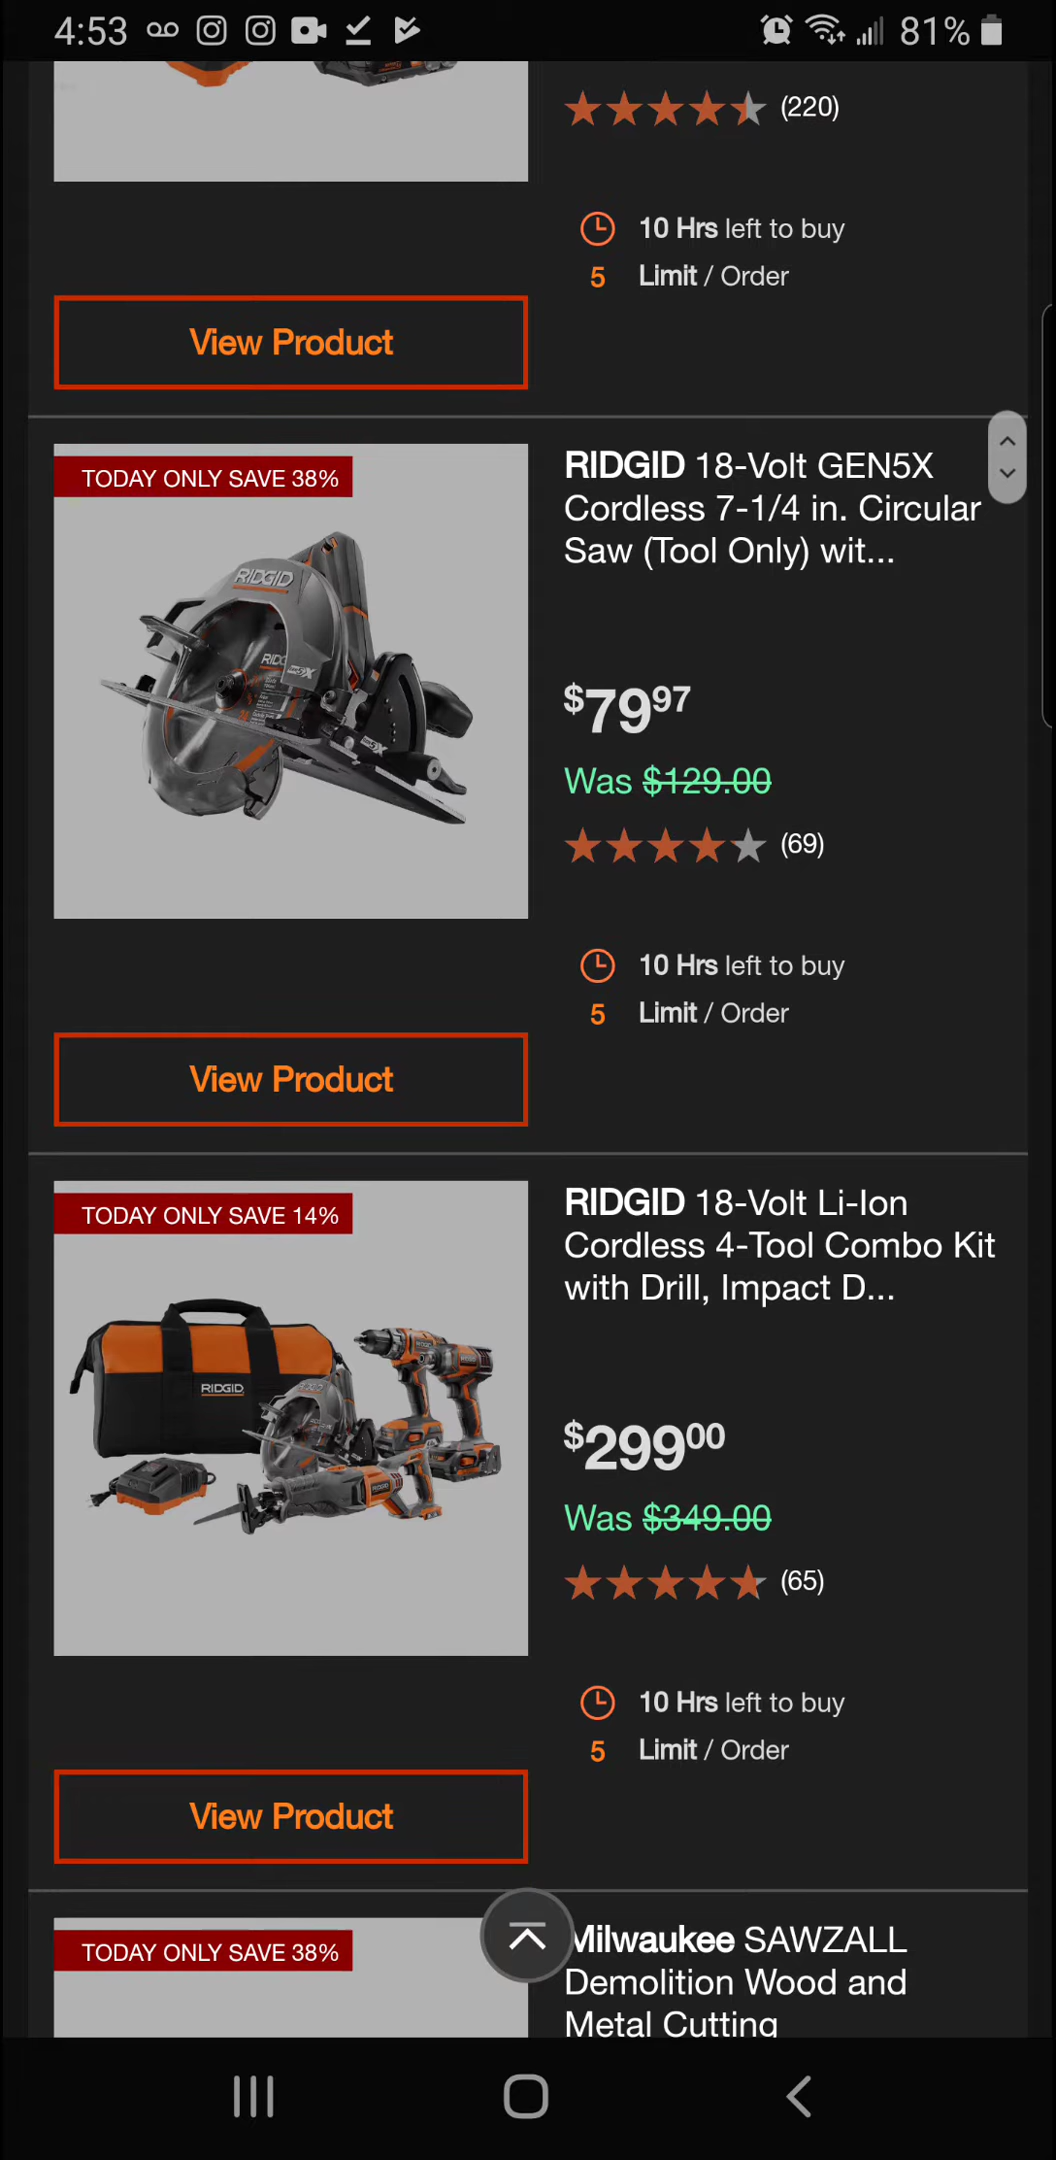 4:53 81%
(220)
10 Hrs left to buy
5 Limit / Order
View Product
TODAY ONLY SAVE 38%
RIDGID
RIDGID 18-Volt GEN5X
Cordless 7-1/4 in. Circular
Saw (Tool Only) wit...
$79 97
Was $129.00
(69)
10 Hrs left to buy
5 Limit / Order
View Product
TODAY ONLY SAVE 14%
RIDGID
RIDGID 18-Volt Li-Ion
Cordless 4-Tool Combo Kit
with Drill, Impact D...
$299 00
Was $349.00
(65)
10 Hrs left to buy
5 Limit / Order
View Product
TODAY ONLY SAVE 38%
Milwaukee SAWZALL
Demolition Wood and
Metal Cutting